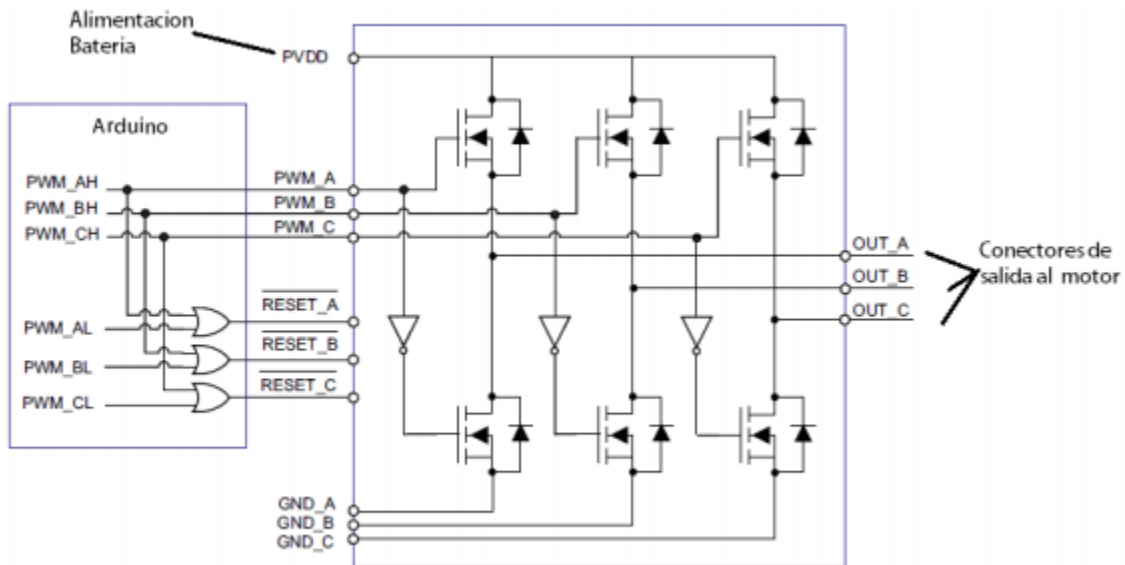 Alimentacion
Bateria
PVDD
Arduino
PWM_AH
PWM_BH
PWM_CH
PWM_AL
PWM_BL
PWM_CL
PWM_A
PWM_B
PWM_C
RESET_A
RESET_B
RESET_C
GND_A
GND_B
GND_C
OUT_A
OUT_B
OUT_C
Conectores de
salida al motor